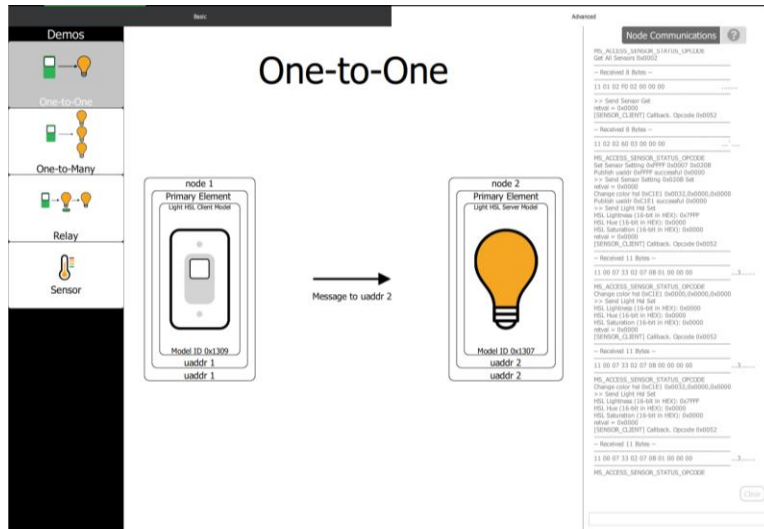 Basic
Advanced
Demos
One-to-One
One-to-Many
Relay
Sensor
One-to-One
node 1
Primary Element
Light HSL Client Model
Model ID 0x1309
uaddr 1
uaddr 1
Message to uaddr 2
node 2
Primary Element
Light HSL Server Model
Model ID 0x1307
uaddr 2
uaddr 2
Node Communications ?
MS_ACCESS_SENSOR_STATUS_OPCODE
Get All Sensors 0x0002
-- Received 8 Bytes --
11 01 02 F0 02 00 00 00
>> Send Sensor Get
retval = 0x0000
[SENSOR_CLIENT] Callback. Opcode 0x0052
-- Received 8 Bytes --
11 02 02 60 03 00 00 00
MS_ACCESS_SENSOR_STATUS_OPCODE
Set Sensor Setting 0xFFFF 0x0007 0x020B
Publish uaddr 0xFFFF successful 0x0000
>> Send Sensor Setting 0x020B Set
retval = 0x0000
Change color hsl 0xC1E1 0x0032,0x0000,0x0000
Publish uaddr 0xC1E1 successful 0x0000
>> Send Light Hsl Set
HSL Lightness (16-bit in HEX): 0x7FFF
HSL Hue (16-bit in HEX): 0x0000
HSL Saturation (16-bit in HEX): 0x0000
retval = 0x0000
[SENSOR_CLIENT] Callback. Opcode 0x0052
-- Received 11 Bytes --
11 00 07 33 02 07 0B 01 00 00 00 ...3.......
MS_ACCESS_SENSOR_STATUS_OPCODE
Change color hsl 0xC1E1 0x0000,0x0000,0x0000
>> Send Light Hsl Set
HSL Lightness (16-bit in HEX): 0x0000
HSL Hue (16-bit in HEX): 0x0000
HSL Saturation (16-bit in HEX): 0x0000
retval = 0x0000
[SENSOR_CLIENT] Callback. Opcode 0x0052
-- Received 11 Bytes --
11 00 07 33 02 07 0B 00 00 00 00 ...3.......
MS_ACCESS_SENSOR_STATUS_OPCODE
Change color hsl 0xC1E1 0x0032,0x0000,0x0000
>> Send Light Hsl Set
HSL Lightness (16-bit in HEX): 0x7FFF
HSL Hue (16-bit in HEX): 0x0000
HSL Saturation (16-bit in HEX): 0x0000
retval = 0x0000
[SENSOR_CLIENT] Callback. Opcode 0x0052
-- Received 11 Bytes --
11 00 07 33 02 07 0B 01 00 00 00 ...3.......
MS_ACCESS_SENSOR_STATUS_OPCODE
Clear